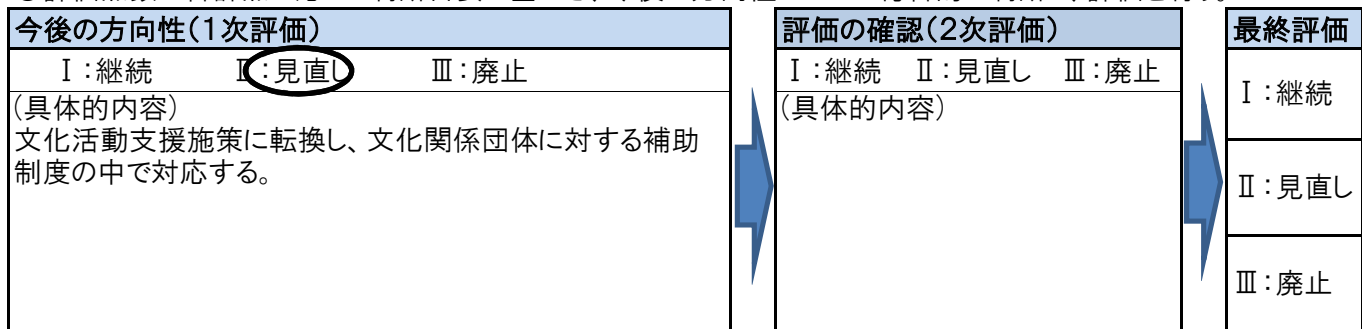 今後の方向性(1次評価)
Ⅰ:継続 Ⅱ:見直し Ⅲ:廃止
(具体的内容)
文化活動支援施策に転換し、文化関係団体に対する補助
制度の中で対応する。
評価の確認(2次評価)
Ⅰ:継続 Ⅱ:見直し Ⅲ:廃止
(具体的内容)
最終評価
Ⅰ:継続
Ⅱ:見直し
Ⅲ:廃止